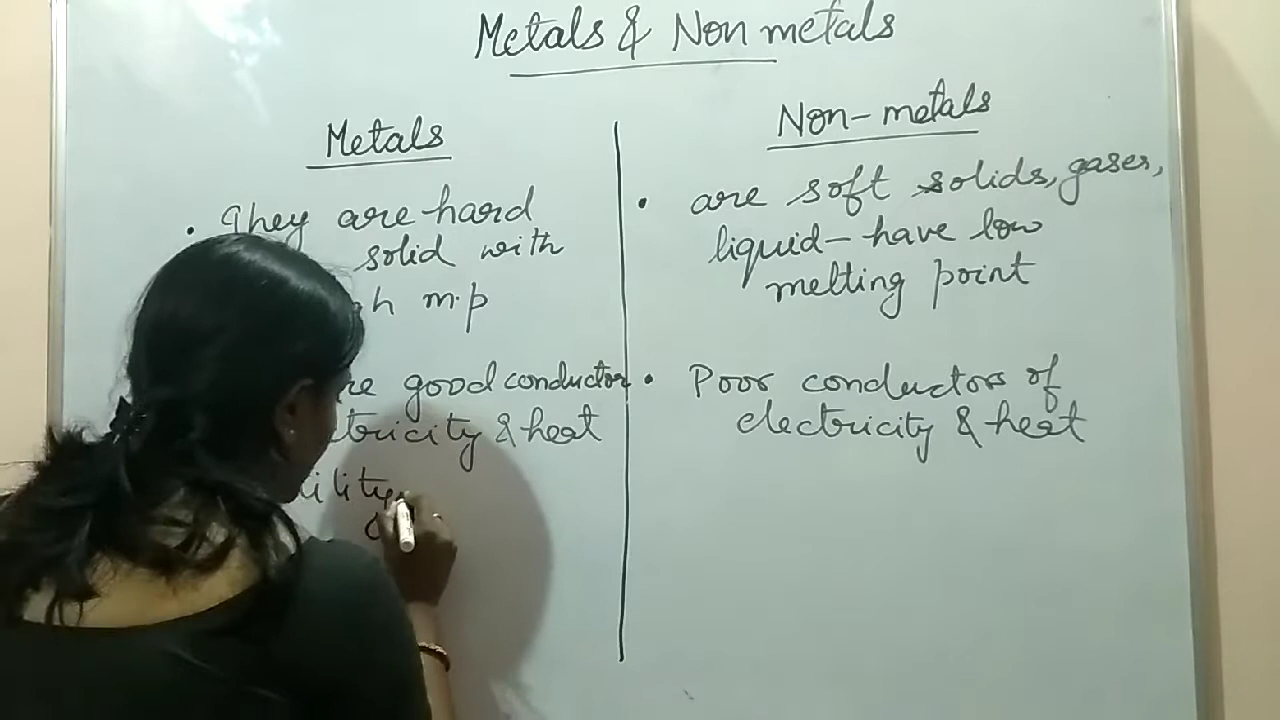 Metals & Non metals
Metals
• They are hard
solid with
m.p
good conductor
&heat
Non-metals
• are soft solids, gases,
liquid- have low
melting point
• Poor conductors of
electricity & heat